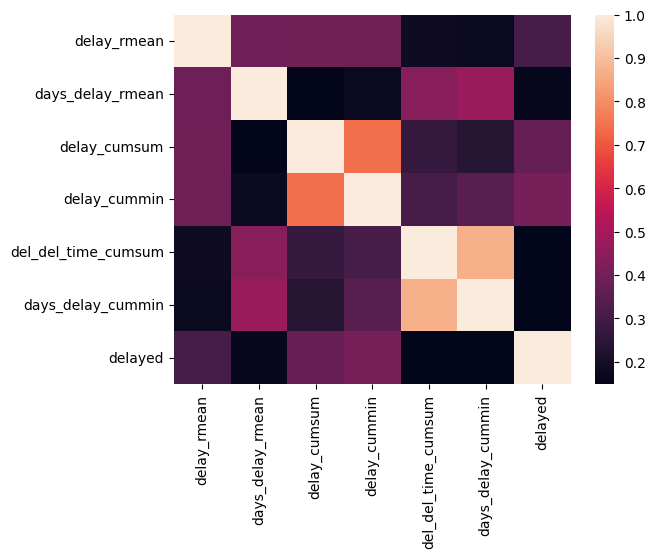 delay_rmean
days_delay_rmean
delay_cumsum
delay_cummin
del_del_time_cumsum
days_delay_cummin
delayed
delay_rmean
days_delay_rmean
delay_cumsum
delay_cummin
del_del_time_cumsum
days_delay_cummin
delayed
1.0
0.9
0.8
0.7
0.6
0.5
0.4
0.3
0.2